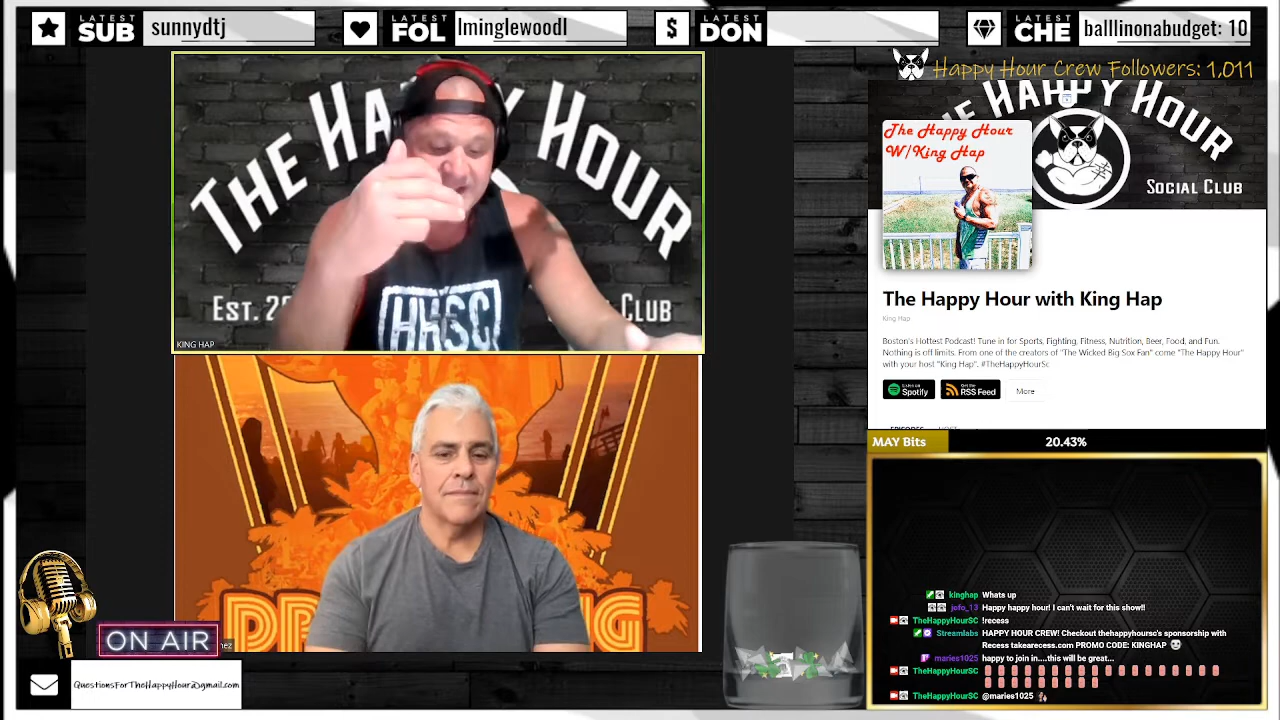 LATEST
SUB
sunnydtj
LATEST
FOL
lminglewoodl
$
LATEST
DON
LATEST
CHE
balllinonabudget: 10
Happy Hour Crew Followers: 1,011
THE HAPPY HOUR
EST. 2
CLUB
HHSC
KING HAP
HAPPY HOUR
SOCIAL CLUB
The Happy Hour
W/King Hap
The Happy Hour with King Hap
King Hap
Boston's Hottest Podcast! Tune in for Sports, Fighting, Fitness, Nutrition, Beer, Food, and Fun.
Nothing is off limits. From one of the creators of "The Wicked Big Sox Fan" come "The Happy Hour"
with your host "King Hap". #TheHappyHourSc
Listen on
Spotify
Get the
RSS Feed
More
MAY Bits
20.43%
kinghap Whats up
jefo_13 Happy happy hour! I can't wait for this show!!
TheHappyHourSC !recess
Streamlabs HAPPY HOUR CREW! Checkout thehappyhoursc's sponsorship with
Recess takearecess.com PROMO CODE: KINGHAP
maries1025 happy to join in....this will be great...
TheHappyHourSC
TheHappyHourSC @maries1025
ON AIR
QuestionsForTheHappyHour@gmail.com